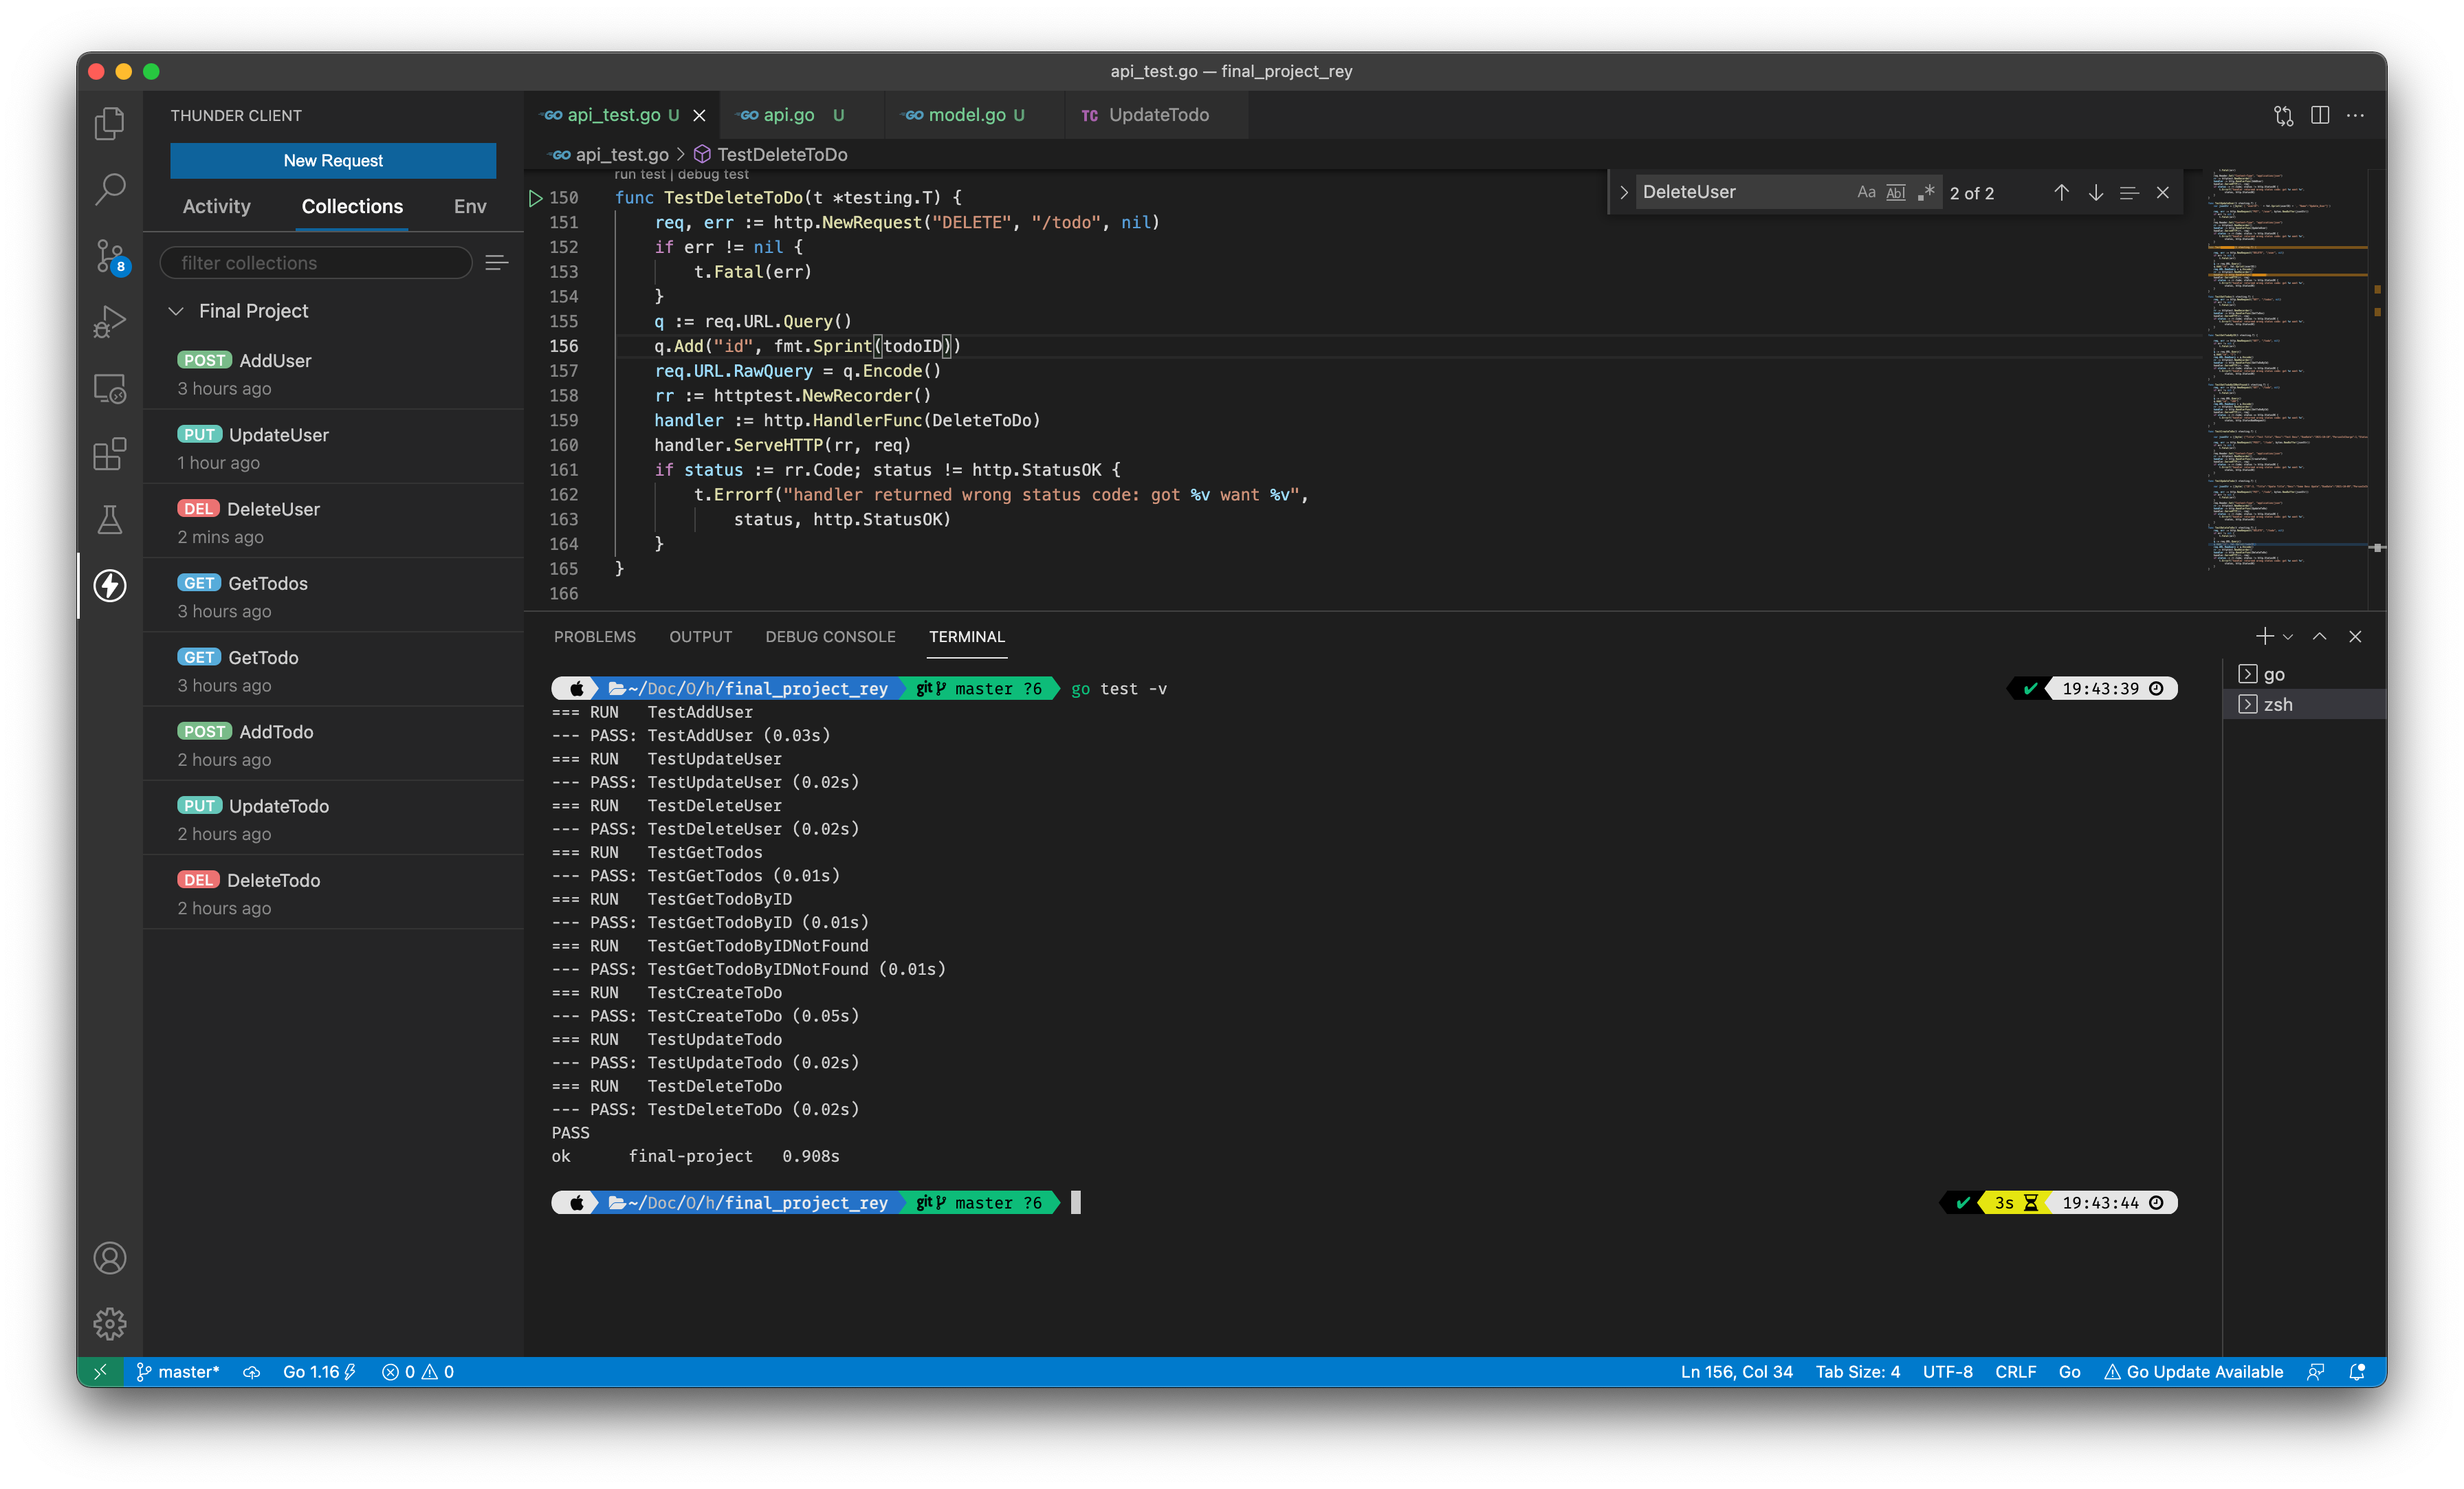 api_test.go — final_project_rey
THUNDER CLIENT
New Request
Activity Collections Env
filter collections
Final Project
POST AddUser
3 hours ago
PUT UpdateUser
1 hour ago
DEL DeleteUser
2 mins ago
GET GetTodos
3 hours ago
GET GetTodo
3 hours ago
POST AddTodo
2 hours ago
PUT UpdateTodo
2 hours ago
DEL DeleteTodo
2 hours ago
8
GO api_test.go U GO api.go U GO model.go U TC UpdateTodo
GO api_test.go > TestDeleteToDo
DeleteUser Aa Abl .* 2 of 2
run test | debug test
150 func TestDeleteToDo(t *testing.T) {
151 req, err := http.NewRequest("DELETE", "/todo", nil)
152 if err != nil {
153 t.Fatal(err)
154 }
155 q := req.URL.Query()
156 q.Add("id", fmt.Sprint(todoID))
157 req.URL.RawQuery = q.Encode()
158 rr := httptest.NewRecorder()
159 handler := http.HandlerFunc(DeleteToDo)
160 handler.ServeHTTP(rr, req)
161 if status := rr.Code; status != http.StatusOK {
162 t.Errorf("handler returned wrong status code: got %v want %v",
163 status, http.StatusOK)
164 }
165 }
166
PROBLEMS OUTPUT DEBUG CONSOLE TERMINAL
~/Doc/O/h/final_project_rey git master ?6 go test -v ✔ 19:43:39
=== RUN TestAddUser
--- PASS: TestAddUser (0.03s)
=== RUN TestUpdateUser
--- PASS: TestUpdateUser (0.02s)
=== RUN TestDeleteUser
--- PASS: TestDeleteUser (0.02s)
=== RUN TestGetTodos
--- PASS: TestGetTodos (0.01s)
=== RUN TestGetTodoByID
--- PASS: TestGetTodoByID (0.01s)
=== RUN TestGetTodoByIDNotFound
--- PASS: TestGetTodoByIDNotFound (0.01s)
=== RUN TestCreateToDo
--- PASS: TestCreateToDo (0.05s)
=== RUN TestUpdateTodo
--- PASS: TestUpdateTodo (0.02s)
=== RUN TestDeleteToDo
--- PASS: TestDeleteToDo (0.02s)
PASS
ok final-project 0.908s
~/Doc/O/h/final_project_rey git master ?6 ✔ 3s 19:43:44
go
zsh
master* Go 1.16 0 0 Ln 156, Col 34 Tab Size: 4 UTF-8 CRLF Go Go Update Available